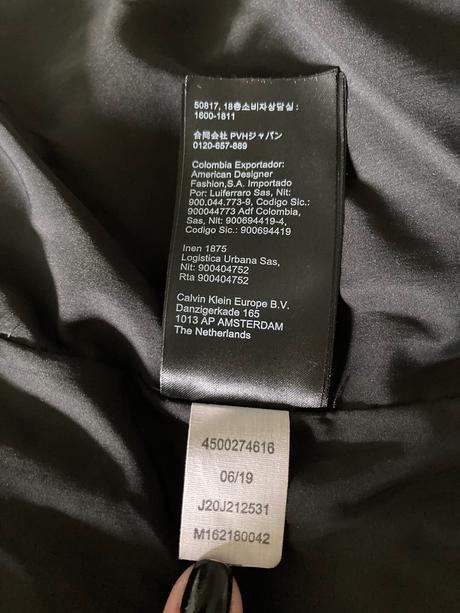 50817, 18층소비자상담실 :
1600-1811
合同会社 PVHジャパン
0120-657-889
Colombia Exportador:
American Designer
Fashion,S.A. Importado
Por: Luiferraro Sas, Nit:
900.044.773-9, Codigo Sic.:
900044773 Adf Colombia,
Sas, Nit: 900694419-4,
Codigo Sic.: 900694419
Inen 1875
Logistica Urbana Sas,
Nit: 900404752
Rta 900404752
Calvin Klein Europe B.V.
Danzigerkade 165
1013 AP AMSTERDAM
The Netherlands
4500274616
06/19
J20J212531
M162180042